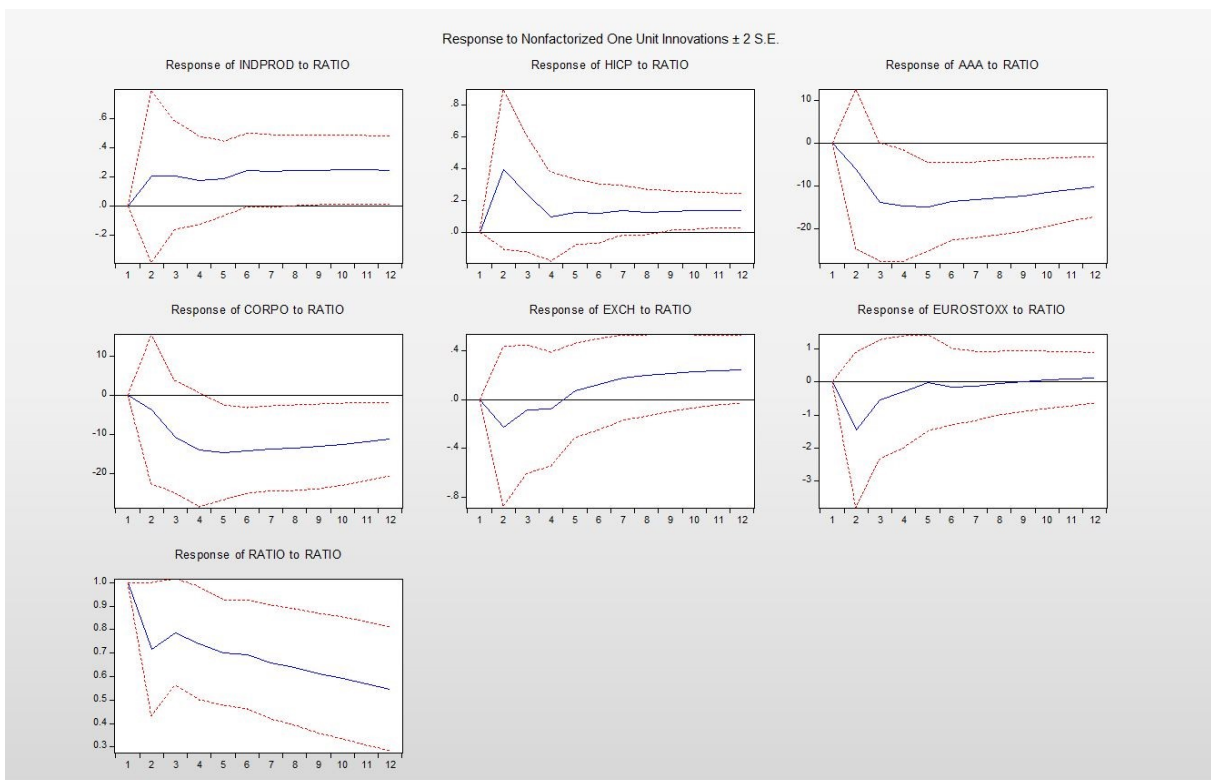 Response to Nonfactorized One Unit Innovations ± 2 S.E.
Response of INDPROD to RATIO
.6
.4
.2
.0
-.2
1 2 3 4 5 6 7 8 9 10 11 12
Response of HICP to RATIO
.8
.6
.4
.2
.0
1 2 3 4 5 6 7 8 9 10 11 12
Response of AAA to RATIO
10
0
-10
-20
1 2 3 4 5 6 7 8 9 10 11 12
Response of CORPO to RATIO
10
0
-10
-20
1 2 3 4 5 6 7 8 9 10 11 12
Response of EXCH to RATIO
.4
.0
-.4
-.8
1 2 3 4 5 6 7 8 9 10 11 12
Response of EUROSTOXX to RATIO
1
0
-1
-2
-3
1 2 3 4 5 6 7 8 9 10 11 12
Response of RATIO to RATIO
1.0
0.9
0.8
0.7
0.6
0.5
0.4
0.3
1 2 3 4 5 6 7 8 9 10 11 12